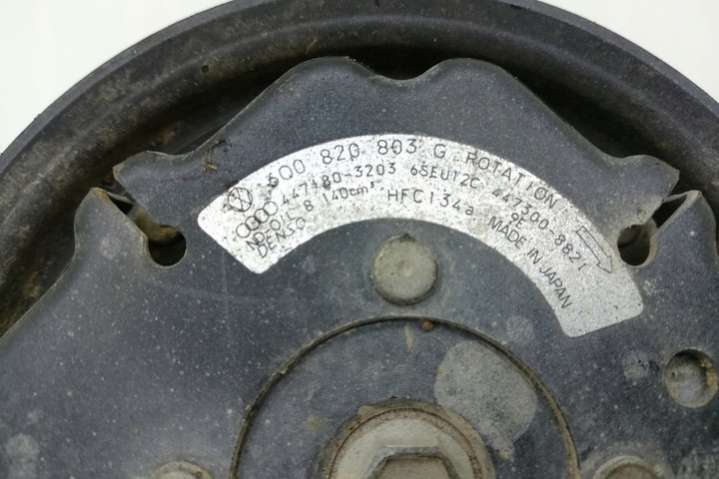 6Q0 820 803 G ROTATION
447180-3203 6SEU12C 447300-8821
ND-OIL 8 140cm³ HFC134a
DENSO MADE IN JAPAN